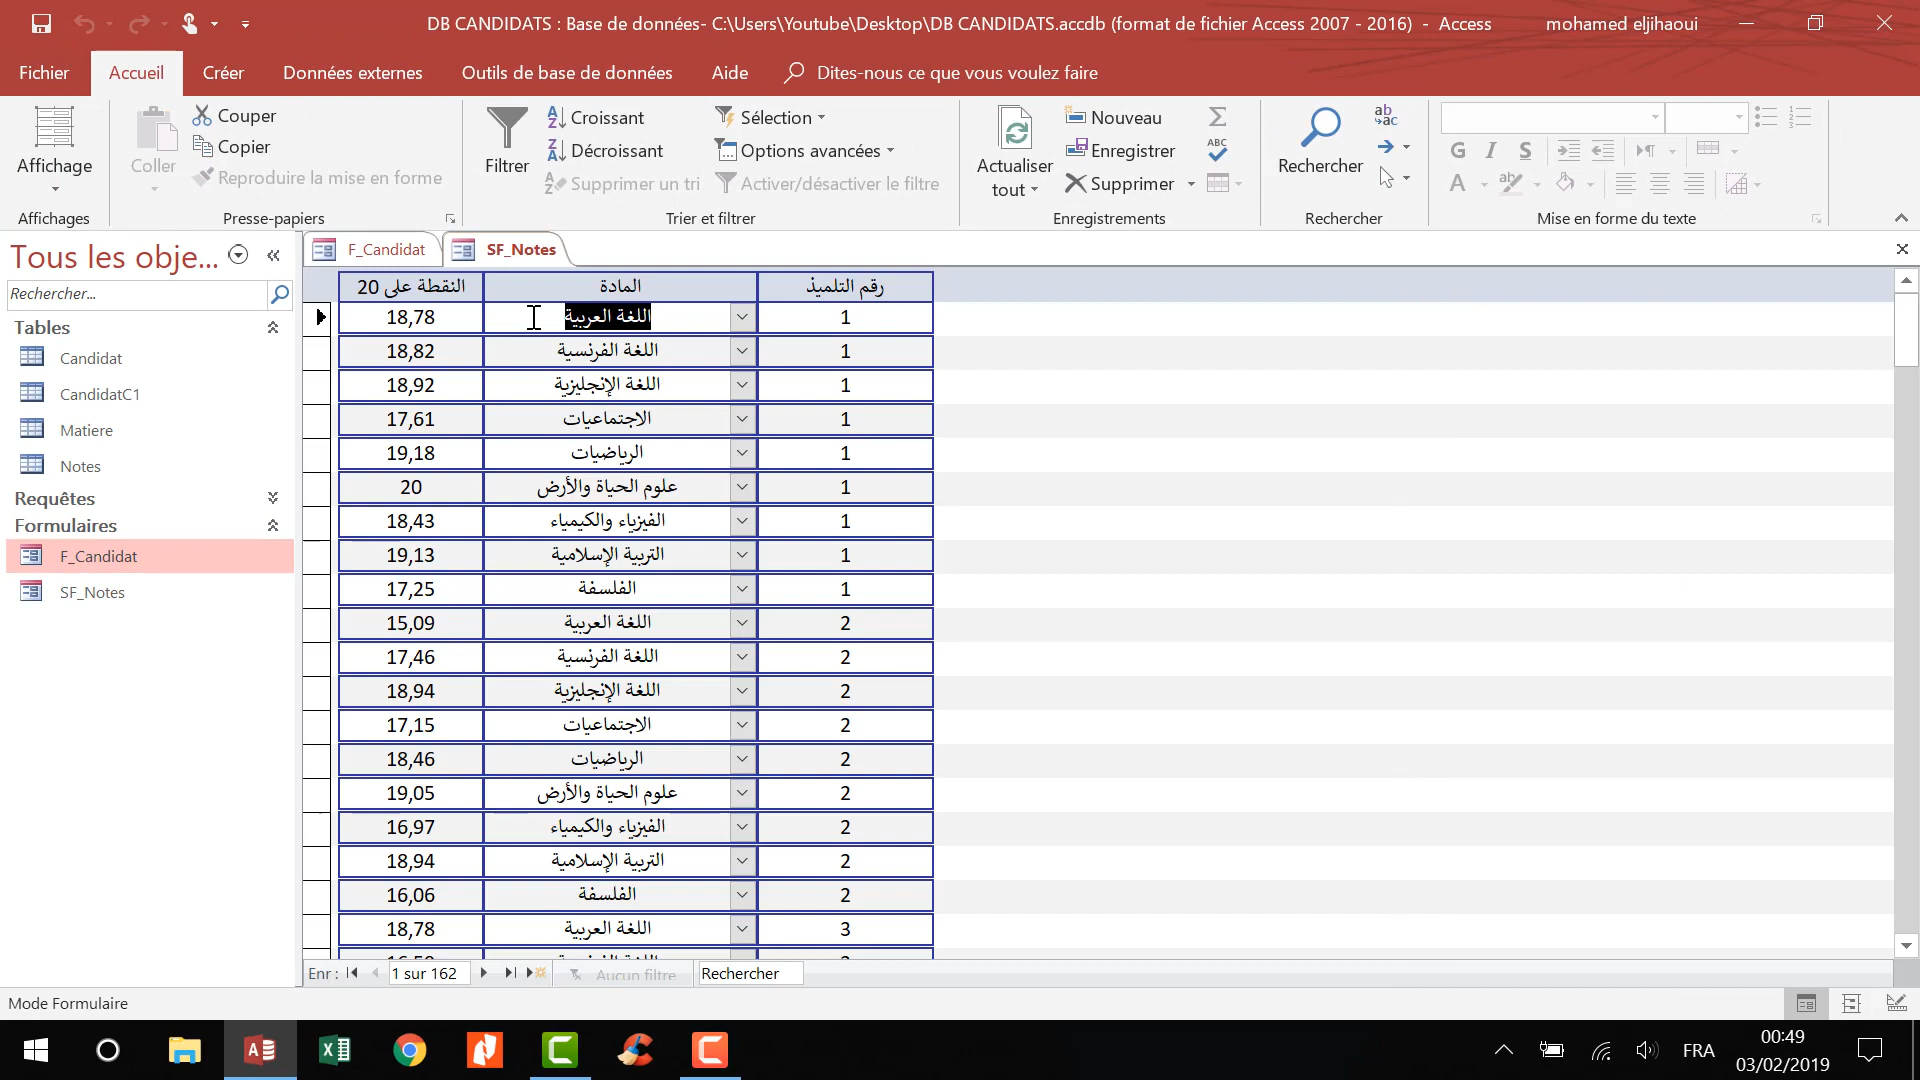 DB CANDIDATS : Base de données- C:\Users\Youtube\Desktop\DB CANDIDATS.accdb (format de fichier Access 2007 - 2016) - Access
mohamed eljihaoui
Fichier
Accueil
Créer
Données externes
Outils de base de données
Aide
Dites-nous ce que vous voulez faire
Affichage
Affichages
Coller
Couper
Copier
Reproduire la mise en forme
Presse-papiers
Filtrer
Croissant
Décroissant
Supprimer un tri
Sélection
Options avancées
Activer/désactiver le filtre
Trier et filtrer
Actualiser
tout
Nouveau
Enregistrer
Supprimer
Enregistrements
Rechercher
Rechercher
G I S
A
Mise en forme du texte
Tous les obje...
Rechercher...
Tables
Candidat
CandidatC1
Matiere
Notes
Requêtes
Formulaires
F_Candidat
SF_Notes
F_Candidat
SF_Notes
النقطة على 20 المادة رقم التلميذ
18,78 اللغة العربية 1
18,82 اللغة الفرنسية 1
18,92 اللغة الإنجليزية 1
17,61 الاجتماعيات 1
19,18 الرياضيات 1
20 علوم الحياة والأرض 1
18,43 الفيزياء والكيمياء 1
19,13 التربية الإسلامية 1
17,25 الفلسفة 1
15,09 اللغة العربية 2
17,46 اللغة الفرنسية 2
18,94 اللغة الإنجليزية 2
17,15 الاجتماعيات 2
18,46 الرياضيات 2
19,05 علوم الحياة والأرض 2
16,97 الفيزياء والكيمياء 2
18,94 التربية الإسلامية 2
16,06 الفلسفة 2
18,78 اللغة العربية 3
Enr : 1 sur 162 Aucun filtre Rechercher
Mode Formulaire
FRA
00:49
03/02/2019